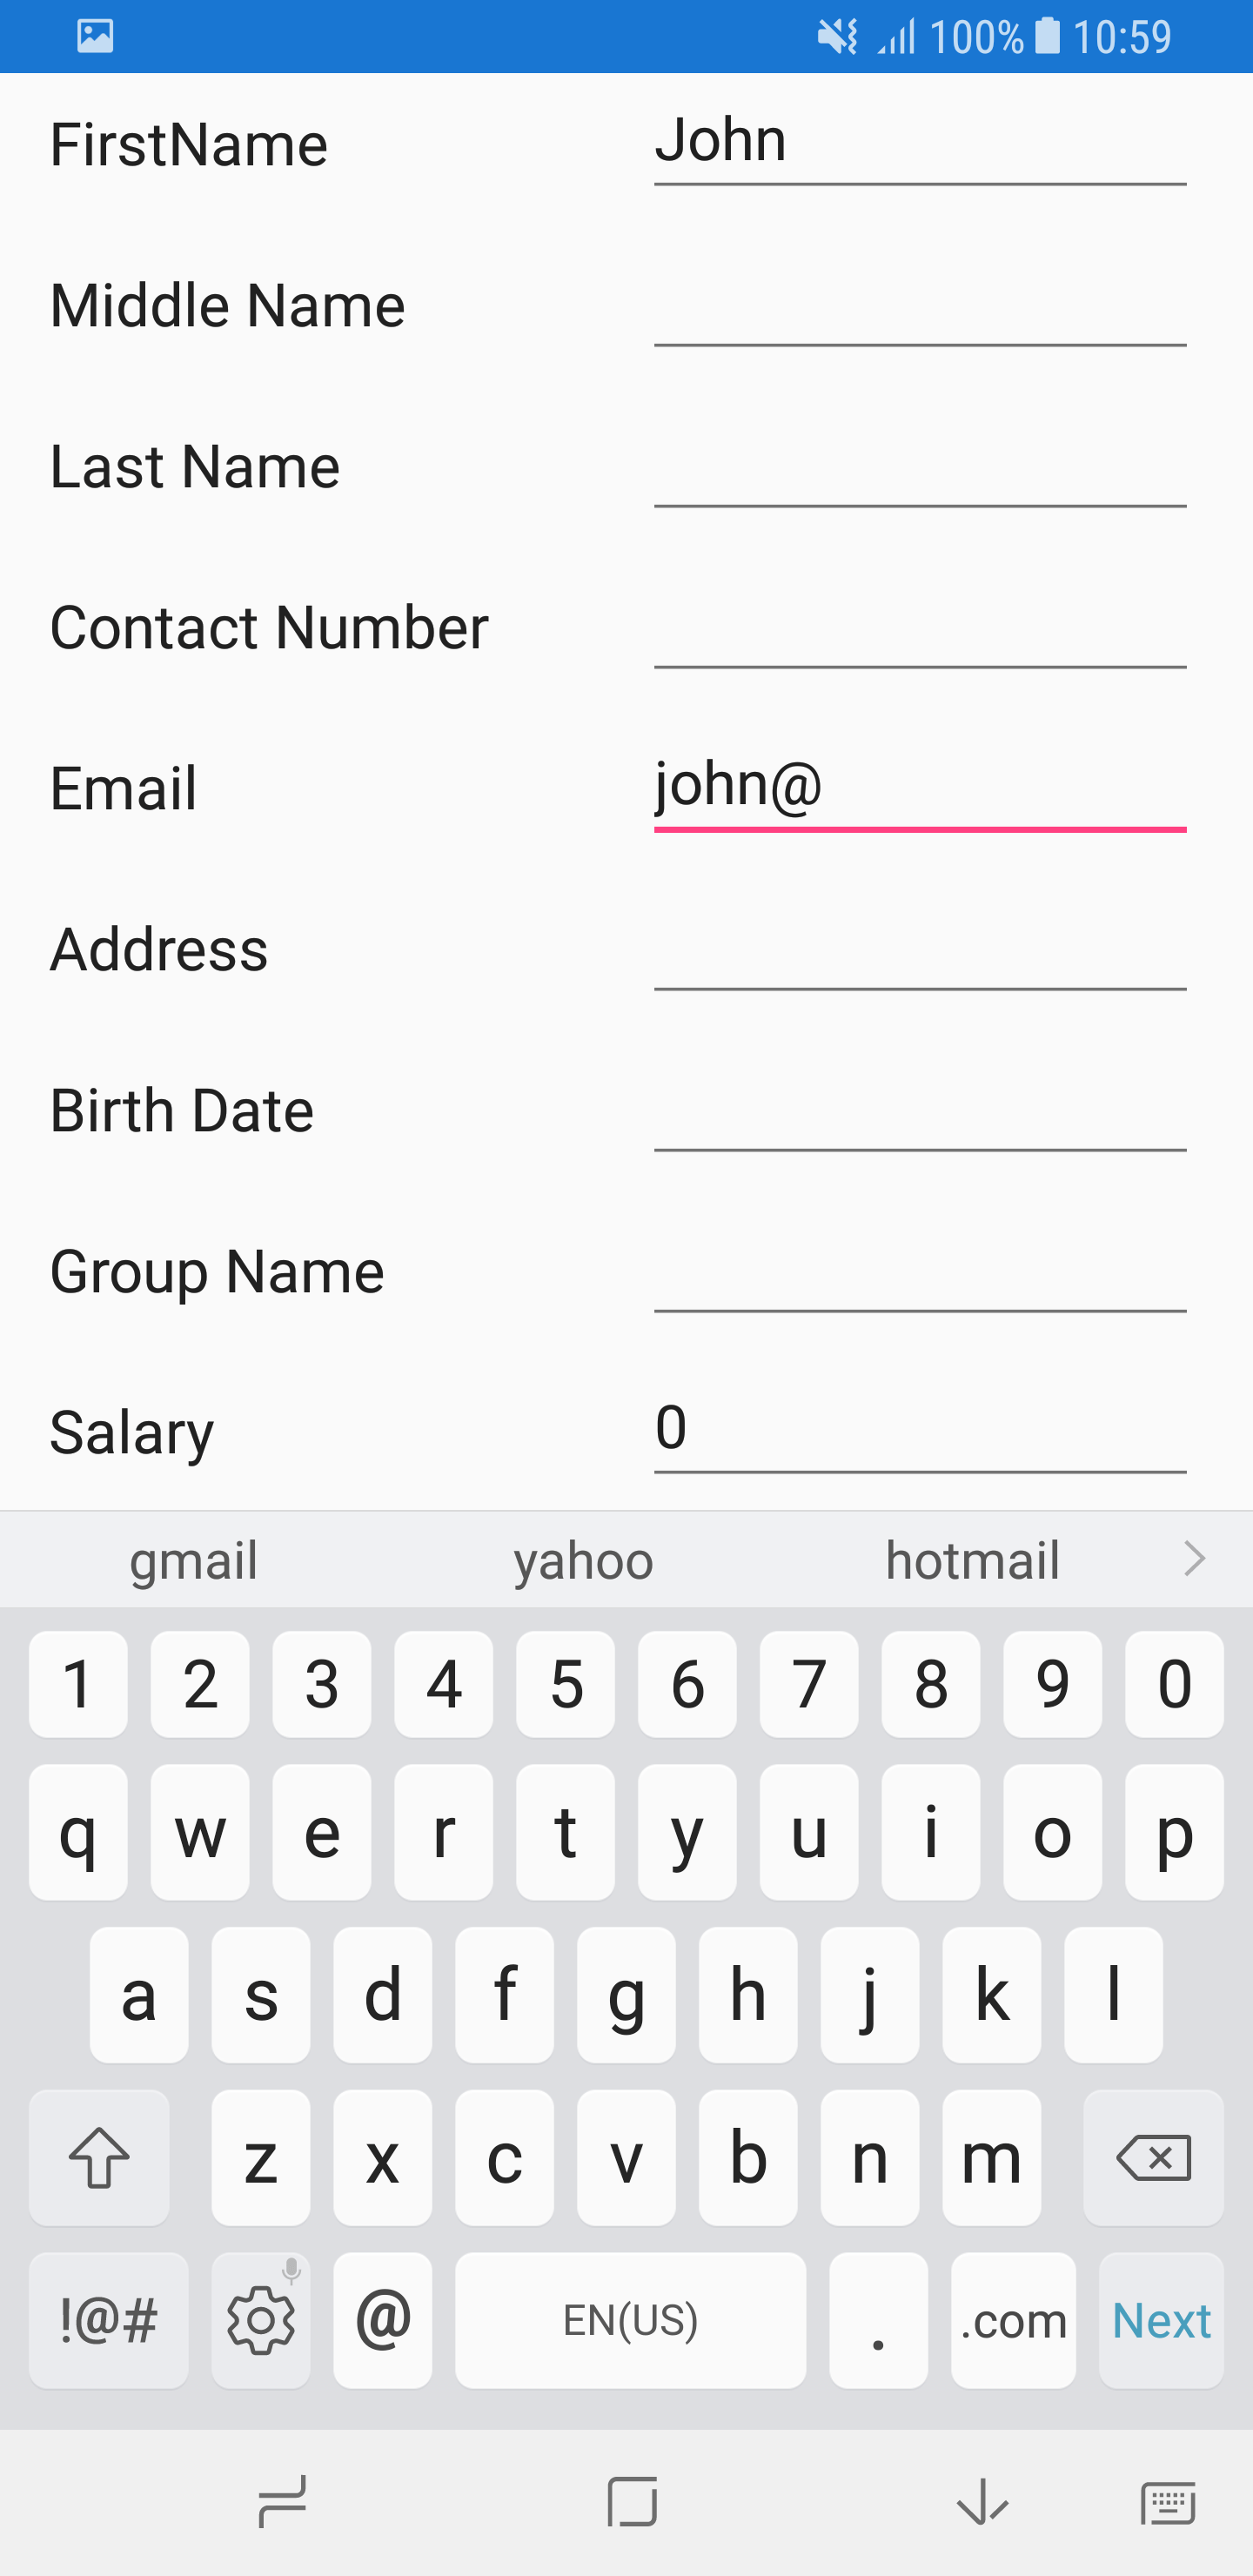 100% 10:59
FirstName John
Middle Name
Last Name
Contact Number
Email john@
Address
Birth Date
Group Name
Salary 0
gmail yahoo hotmail
1 2 3 4 5 6 7 8 9 0
q w e r t y u i o p
a s d f g h j k l
z x c v b n m
!@# @ EN(US) . .com Next